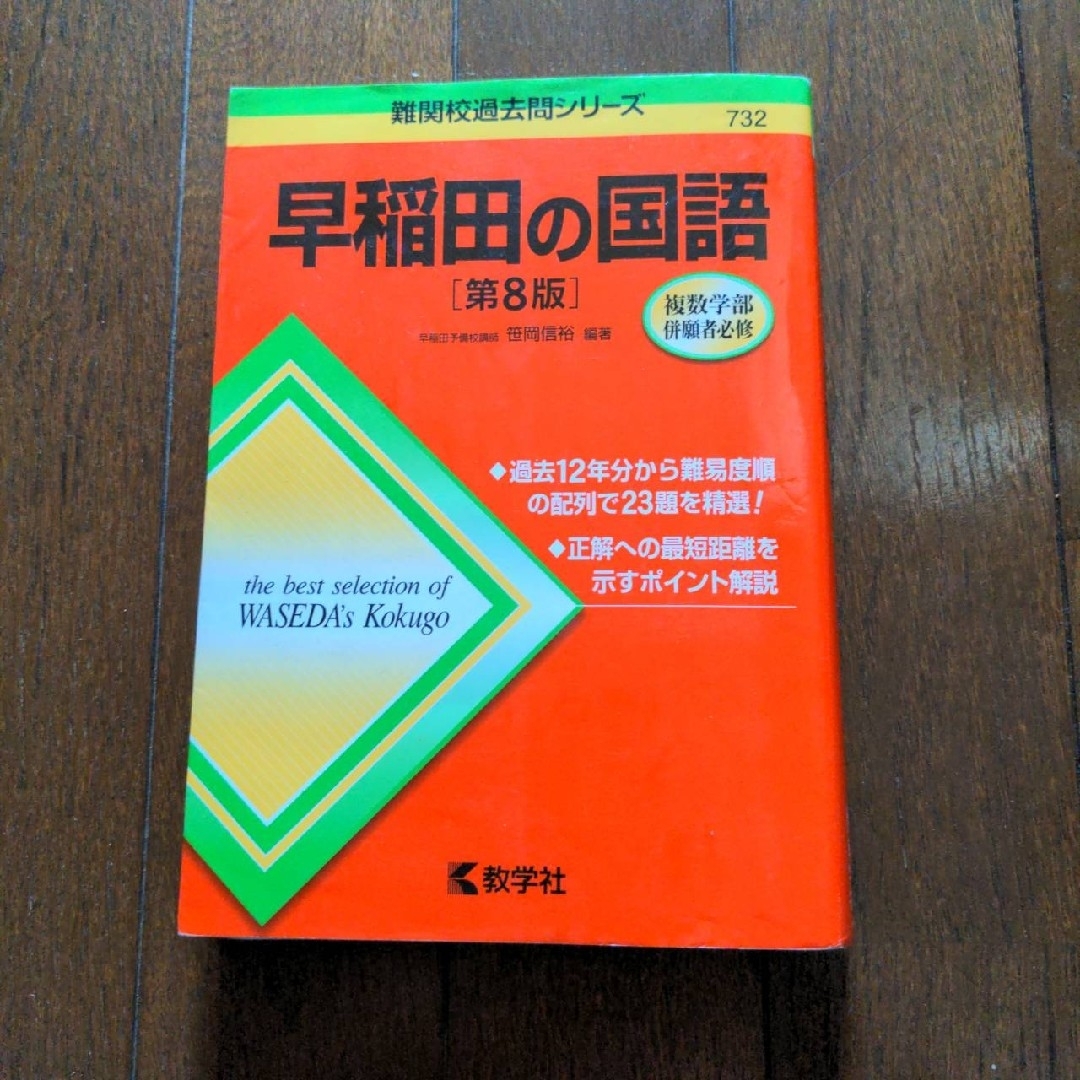 難関校過去問シリーズ
732
早稲田の国語
[第8版]
複数学部
併願者必修
早稲田予備校講師 笹岡信裕 編著
◆過去12年分から難易度順
の配列で23題を精選!
◆正解への最短距離を
示すポイント解説
the best selection of
WASEDA's Kokugo
教学社